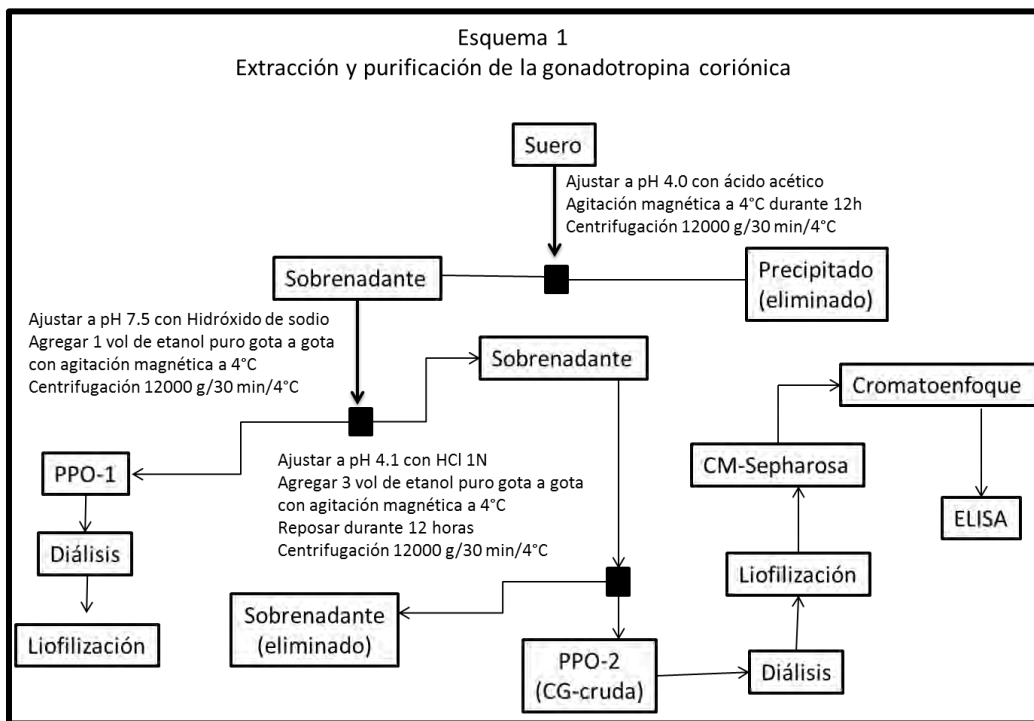 Esquema 1
Extracción y purificación de la gonadotropina coriónica
Suero
Ajustar a pH 4.0 con ácido acético
Agitación magnética a 4°C durante 12h
Centrifugación 12000 g/30 min/4°C
Sobrenadante
Precipitado
(eliminado)
Ajustar a pH 7.5 con Hidróxido de sodio
Agregar 1 vol de etanol puro gota a gota
con agitación magnética a 4°C
Centrifugación 12000 g/30 min/4°C
Sobrenadante
Cromatoenfoque
PPO-1
Ajustar a pH 4.1 con HCl 1N
Agregar 3 vol de etanol puro gota a gota
con agitación magnética a 4°C
Reposar durante 12 horas
Centrifugación 12000 g/30 min/4°C
CM-Sepharosa
ELISA
Diálisis
Liofilización
Liofilización
Sobrenadante
(eliminado)
PPO-2
(CG-cruda)
Diálisis